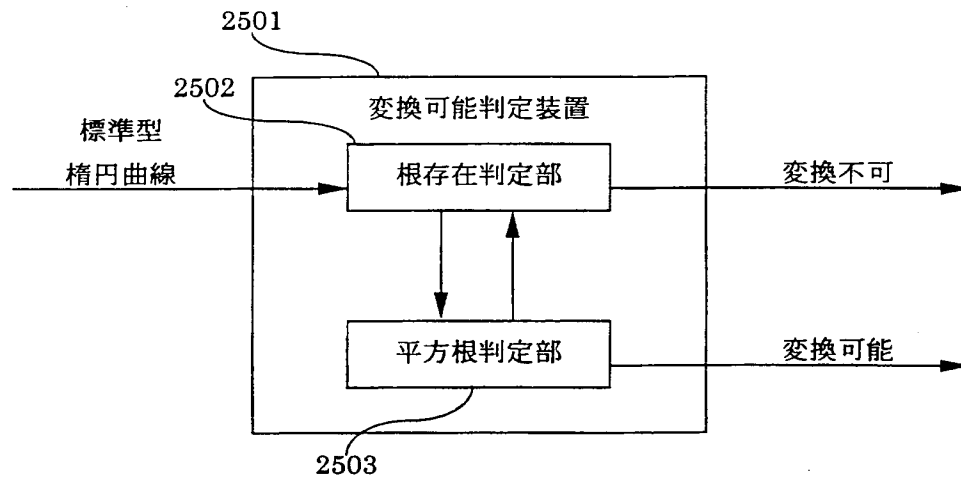 2501
2502
変換可能判定装置
標準型
楕円曲線
根存在判定部
変換不可
平方根判定部
変換可能
2503